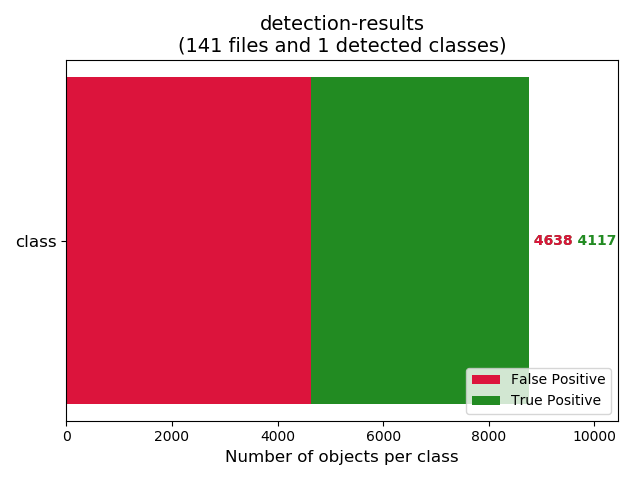 detection-results
(141 files and 1 detected classes)
class
4638 4117
False Positive
True Positive
0 2000 4000 6000 8000 10000
Number of objects per class